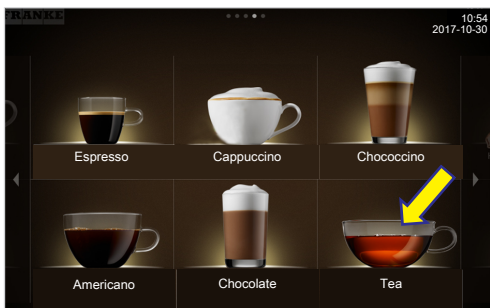 FRANKE
10:54
2017-10-30
Espresso
Cappuccino
Chococcino
Americano
Chocolate
Tea